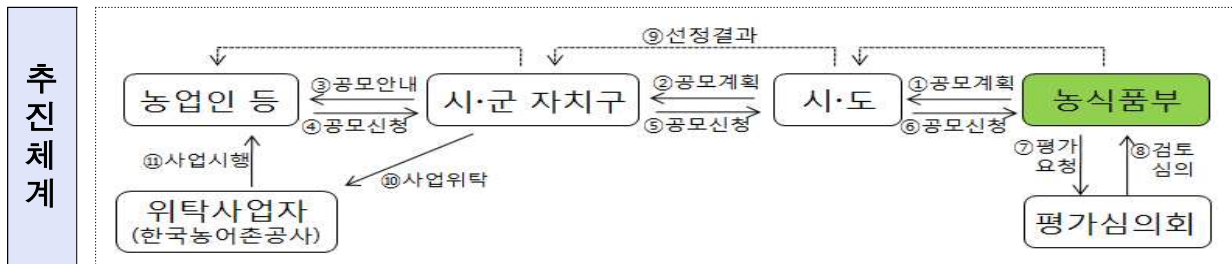 추
진
체
계
⑨선정결과
농업인 등
③공모안내
④공모신청
시·군 자치구
②공모계획
⑤공모신청
시·도
①공모계획
⑥공모신청
농식품부
⑪사업시행
⑩사업위탁
⑦평가
요청
⑧검토
심의
위탁사업자
(한국농어촌공사)
평가심의회